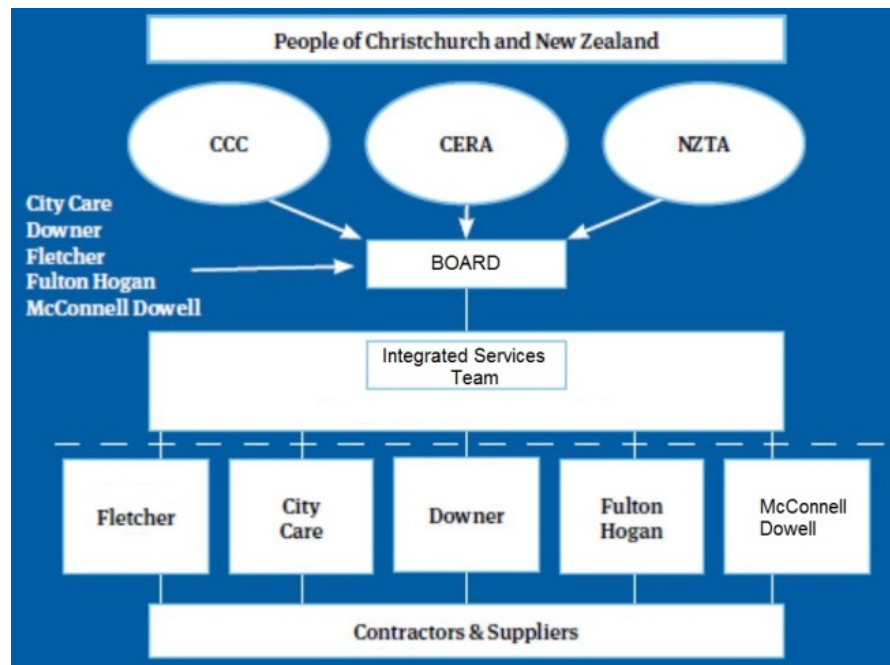 People of Christchurch and New Zealand
CCC
CERA
NZTA
City Care
Downer
Fletcher
Fulton Hogan
McConnell Dowell
BOARD
Integrated Services
Team
Fletcher
City
Care
Downer
Fulton
Hogan
McConnell
Dowell
Contractors & Suppliers